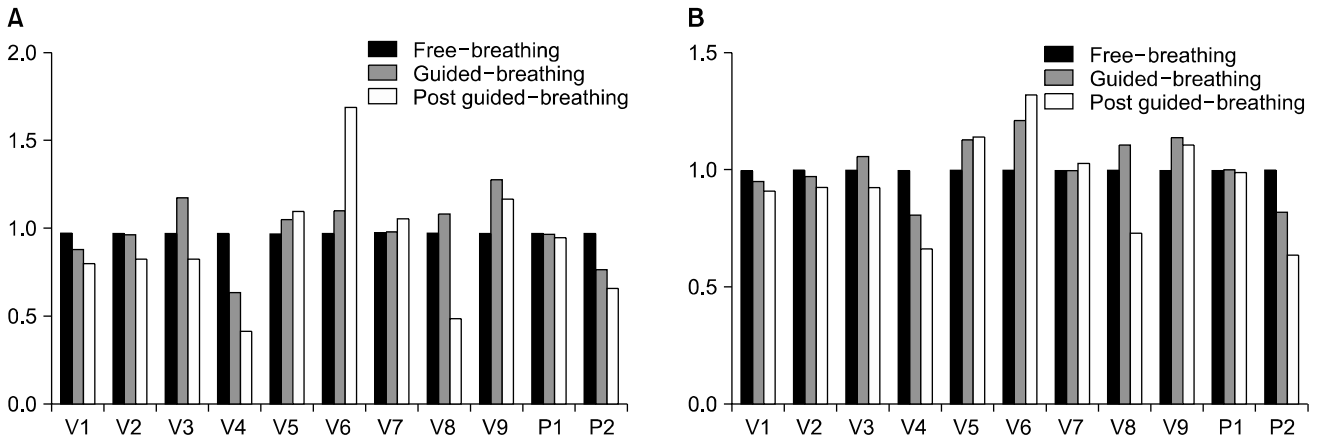 A
2.0
1.5
1.0
0.5
0.0
Free-breathing
Guided-breathing
Post guided-breathing
V1 V2 V3 V4 V5 V6 V7 V8 V9 P1 P2
B
1.5
1.0
0.5
0.0
Free-breathing
Guided-breathing
Post guided-breathing
V1 V2 V3 V4 V5 V6 V7 V8 V9 P1 P2